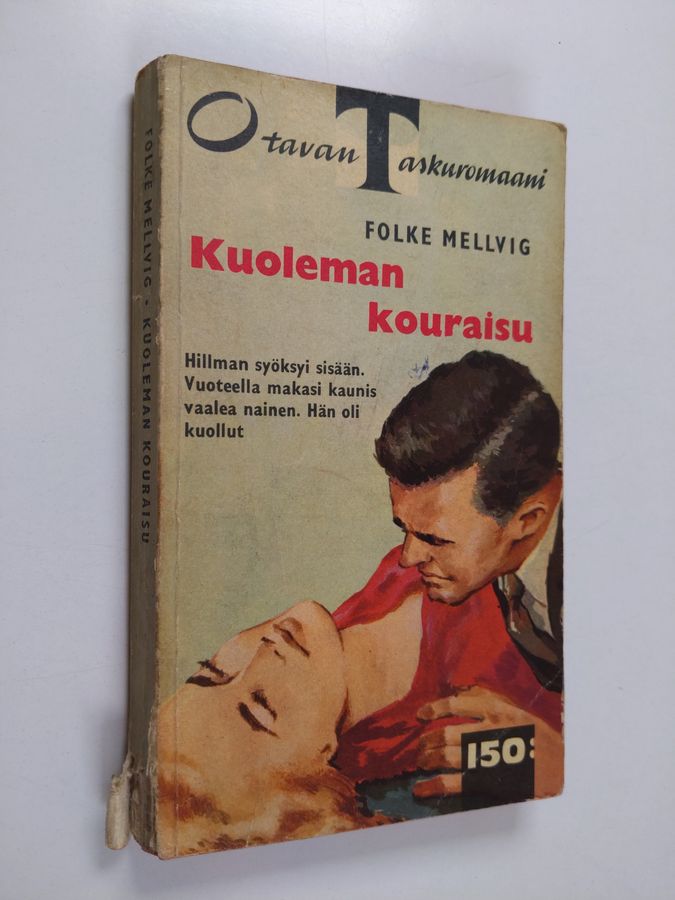 Otavan Taskuromaani
FOLKE MELLVIG
Kuoleman
kouraisu
Hillman syöksyi sisään.
Vuoteella makasi kaunis
vaalea nainen. Hän oli
kuollut
150:
FOLKE MELLVIG • KUOLEMAN KOURAISU